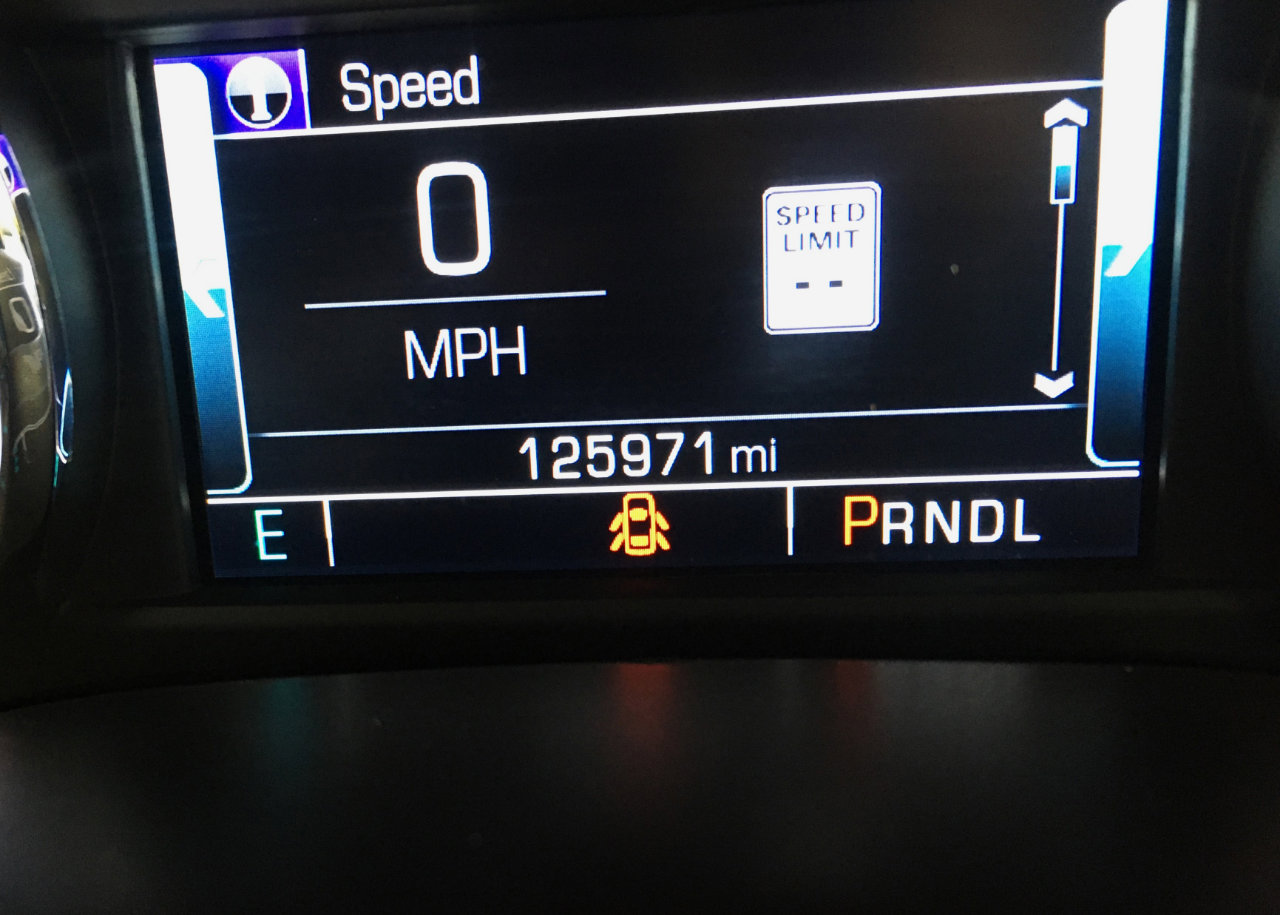 Speed
0
SPEED
LIMIT
--
MPH
125971 mi
E
PRNDL